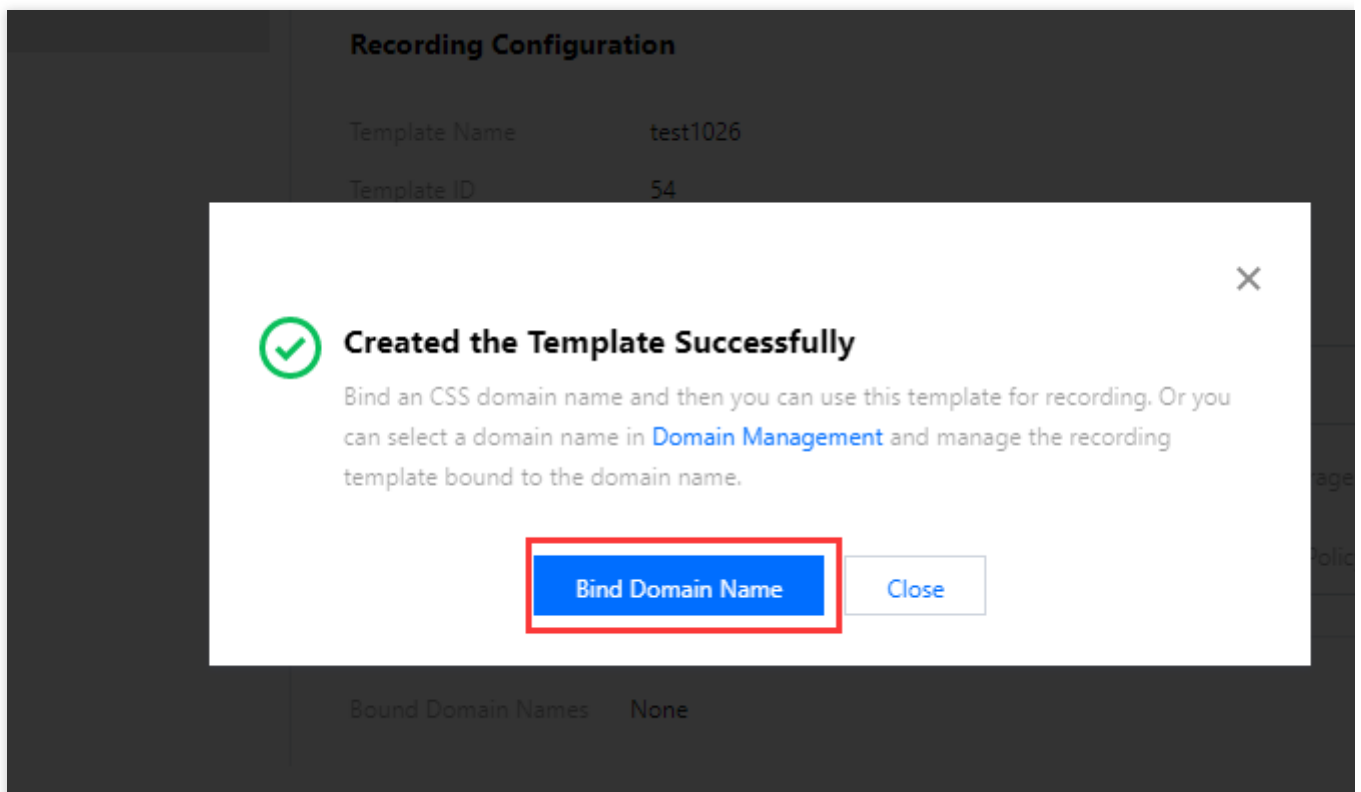 Recording Configuration
Template Name test1026
Template ID 54
Created the Template Successfully
Bind an CSS domain name and then you can use this template for recording. Or you
can select a domain name in Domain Management and manage the recording
template bound to the domain name.
Bind Domain Name Close
Bound Domain Names None